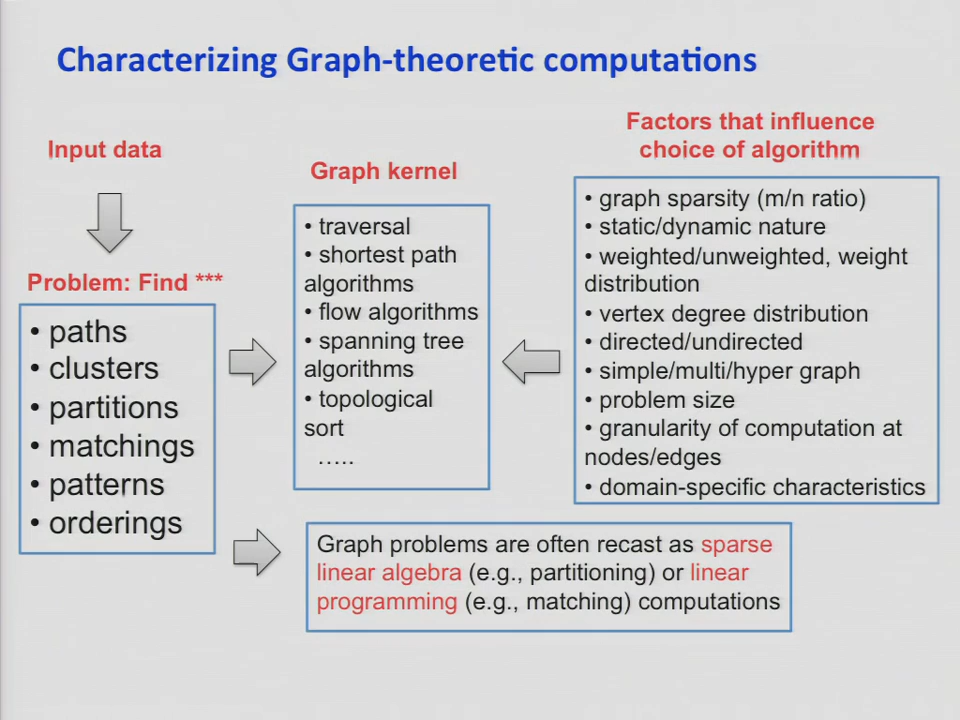 Characterizing Graph-theoretic computations
Input data
Problem: Find ***
• paths
• clusters
• partitions
• matchings
• patterns
• orderings
Graph kernel
• traversal
• shortest path
algorithms
• flow algorithms
• spanning tree
algorithms
• topological
sort
…..
Factors that influence
choice of algorithm
• graph sparsity (m/n ratio)
• static/dynamic nature
• weighted/unweighted, weight
distribution
• vertex degree distribution
• directed/undirected
• simple/multi/hyper graph
• problem size
• granularity of computation at
nodes/edges
• domain-specific characteristics
Graph problems are often recast as sparse
linear algebra (e.g., partitioning) or linear
programming (e.g., matching) computations